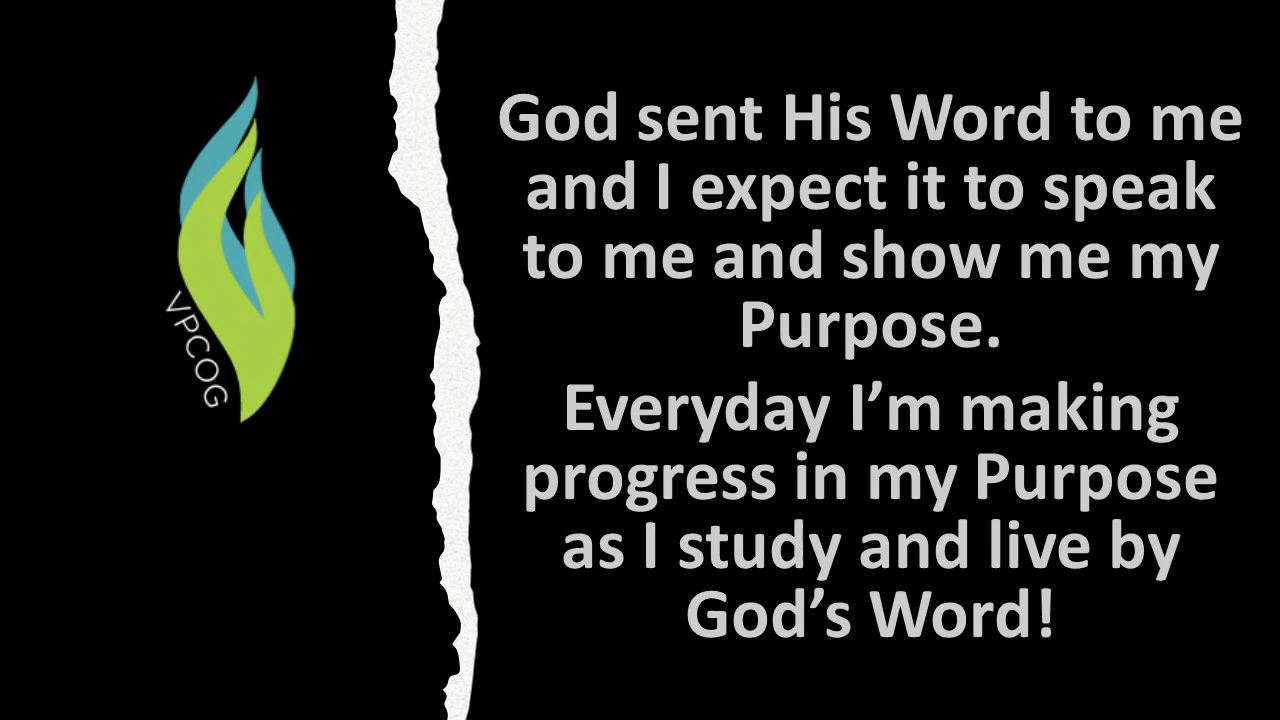 VPCOG
God sent His Word to me
and I expect it to speak
to me and show me my
Purpose.
Everyday I’m making
progress in my Purpose
as I study and live by
God’s Word!